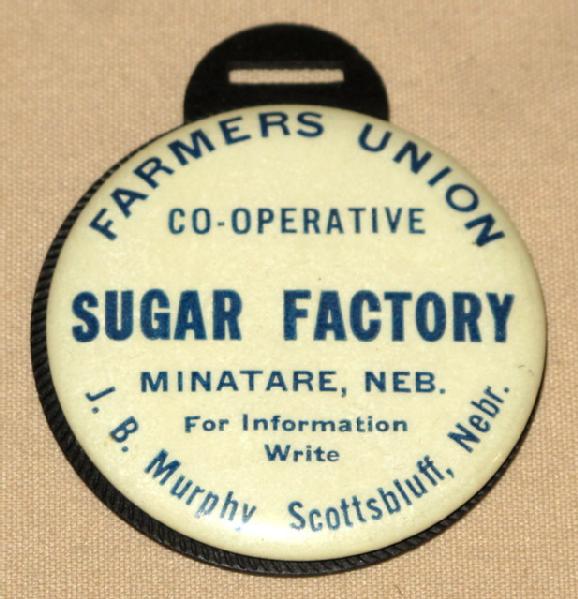 FARMERS UNION
CO-OPERATIVE
SUGAR FACTORY
MINATARE, NEB.
For Information
Write
J. B. Murphy Scottsbluff, Nebr.